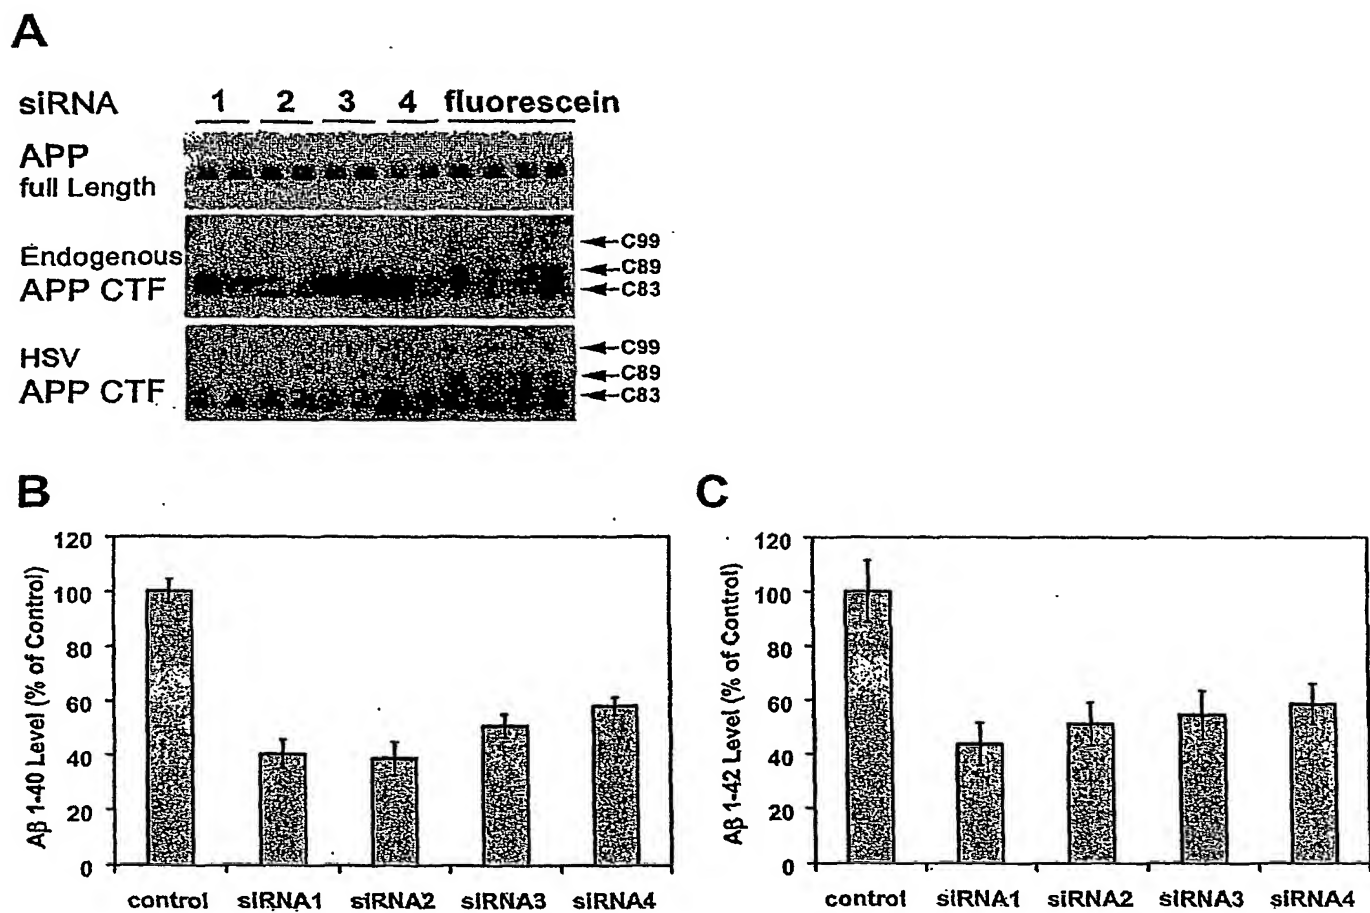 A
siRNA 1 2 3 4 fluorescein
APP
full Length
Endogenous
APP CTF
C99
C89
C83
HSV
APP CTF
C99
C89
C83
B
Aβ 1-40 Level (% of Control)
120
100
80
60
40
20
0
control siRNA1 siRNA2 siRNA3 siRNA4
C
Aβ 1-42 Level (% of Control)
120
100
80
60
40
20
0
control siRNA1 siRNA2 siRNA3 siRNA4